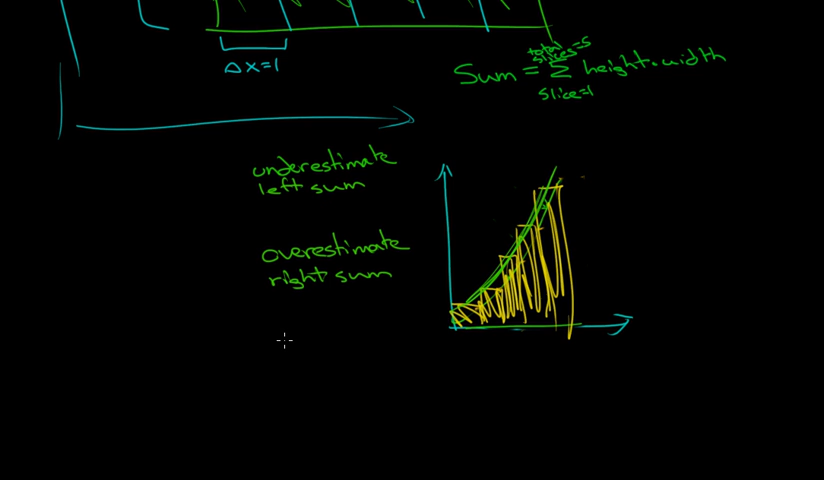 Δx=1
total
slices=5
Sum = Σ height·width
slice=1
underestimate
left sum
overestimate
right sum